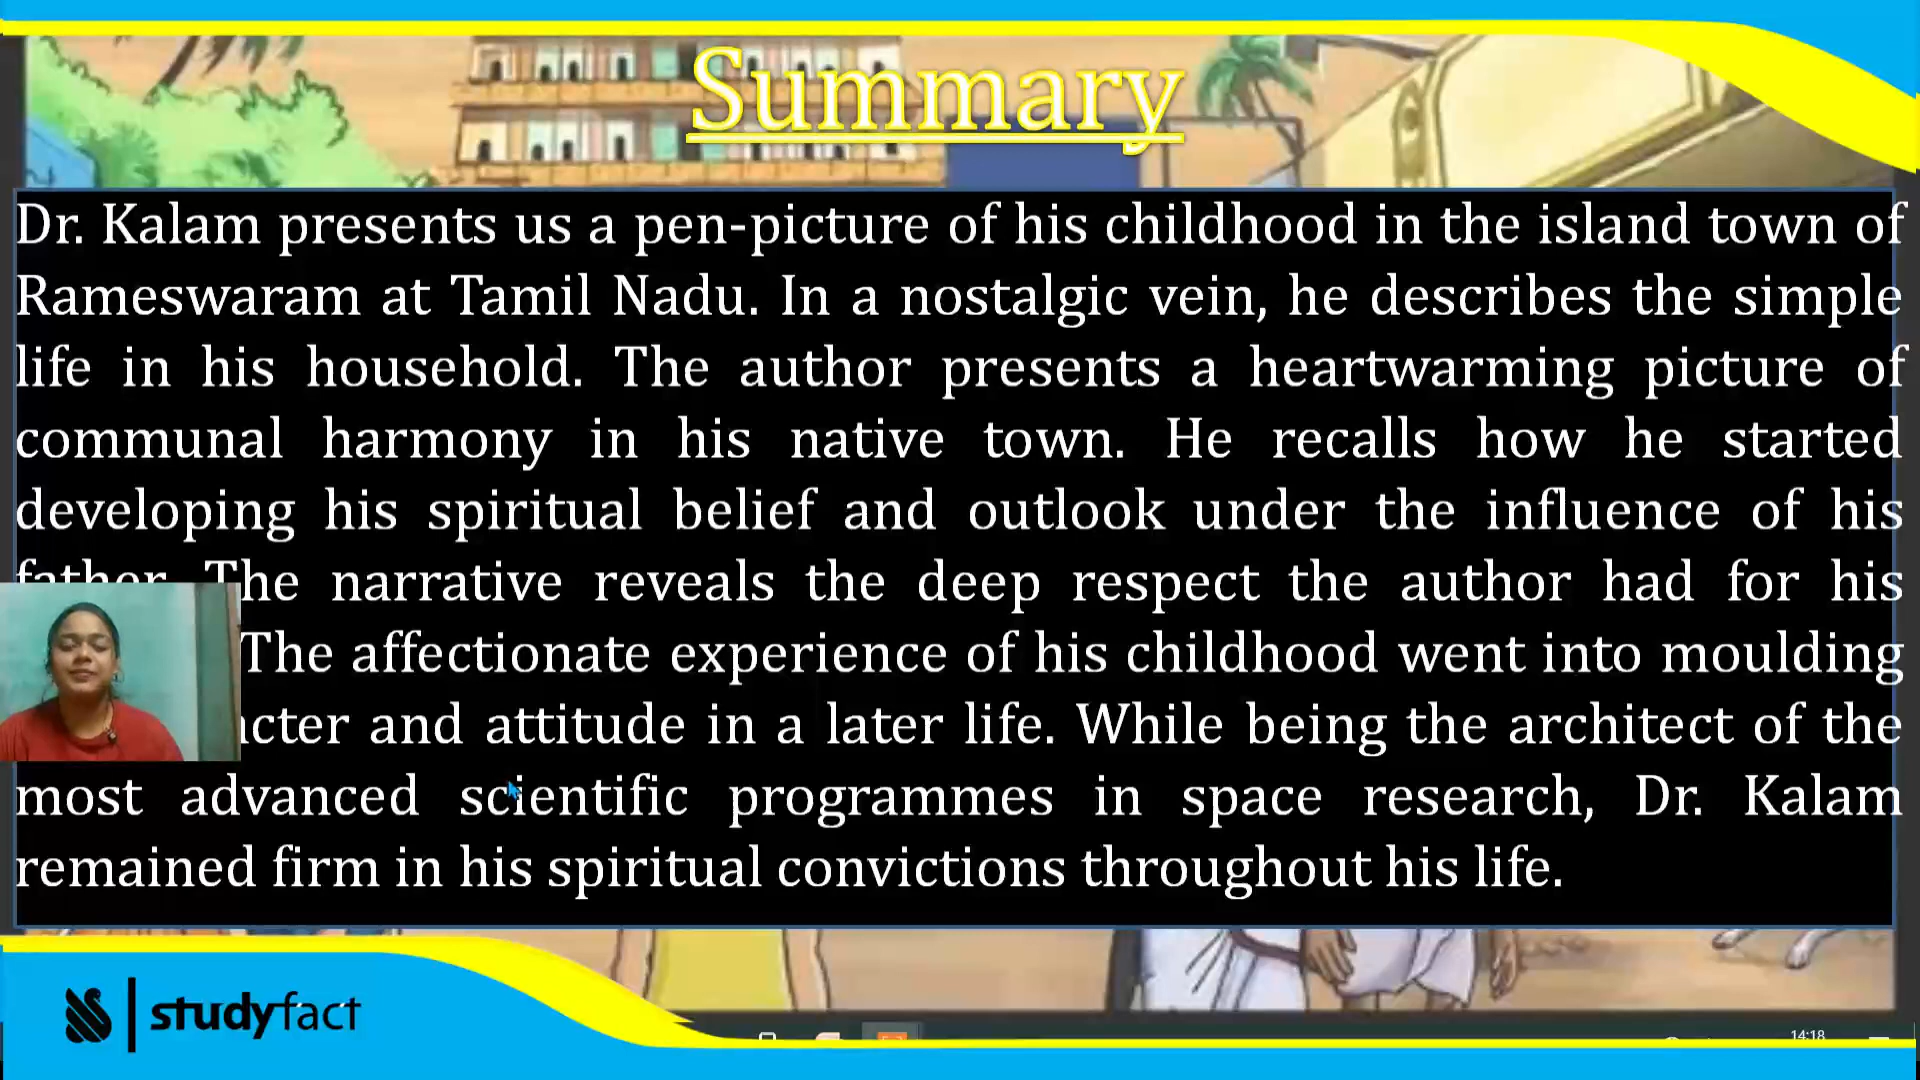 Summary
Dr. Kalam presents us a pen-picture of his childhood in the island town of
Rameswaram at Tamil Nadu. In a nostalgic vein, he describes the simple
life in his household. The author presents a heartwarming picture of
communal harmony in his native town. He recalls how he started
developing his spiritual belief and outlook under the influence of his
father. The narrative reveals the deep respect the author had for his
The affectionate experience of his childhood went into moulding
and attitude in a later life. While being the architect of the
most advanced scientific programmes in space research, Dr. Kalam
remained firm in his spiritual convictions throughout his life.
studyfact
14:18